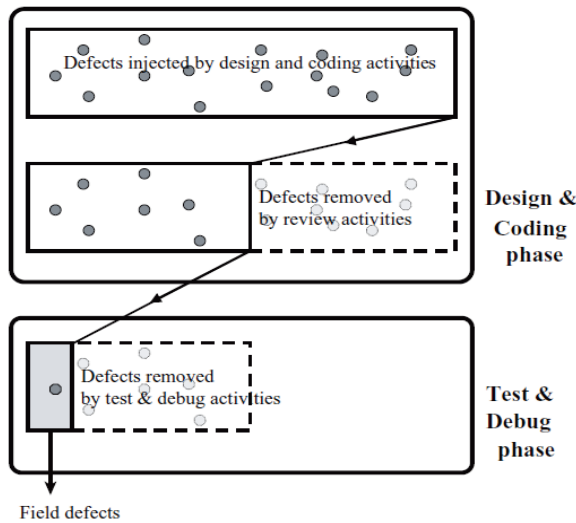 Defects injected by design and coding activities
Defects removed
by review activities
Design &
Coding
phase
Defects removed
by test & debug activities
Test &
Debug
phase
Field defects